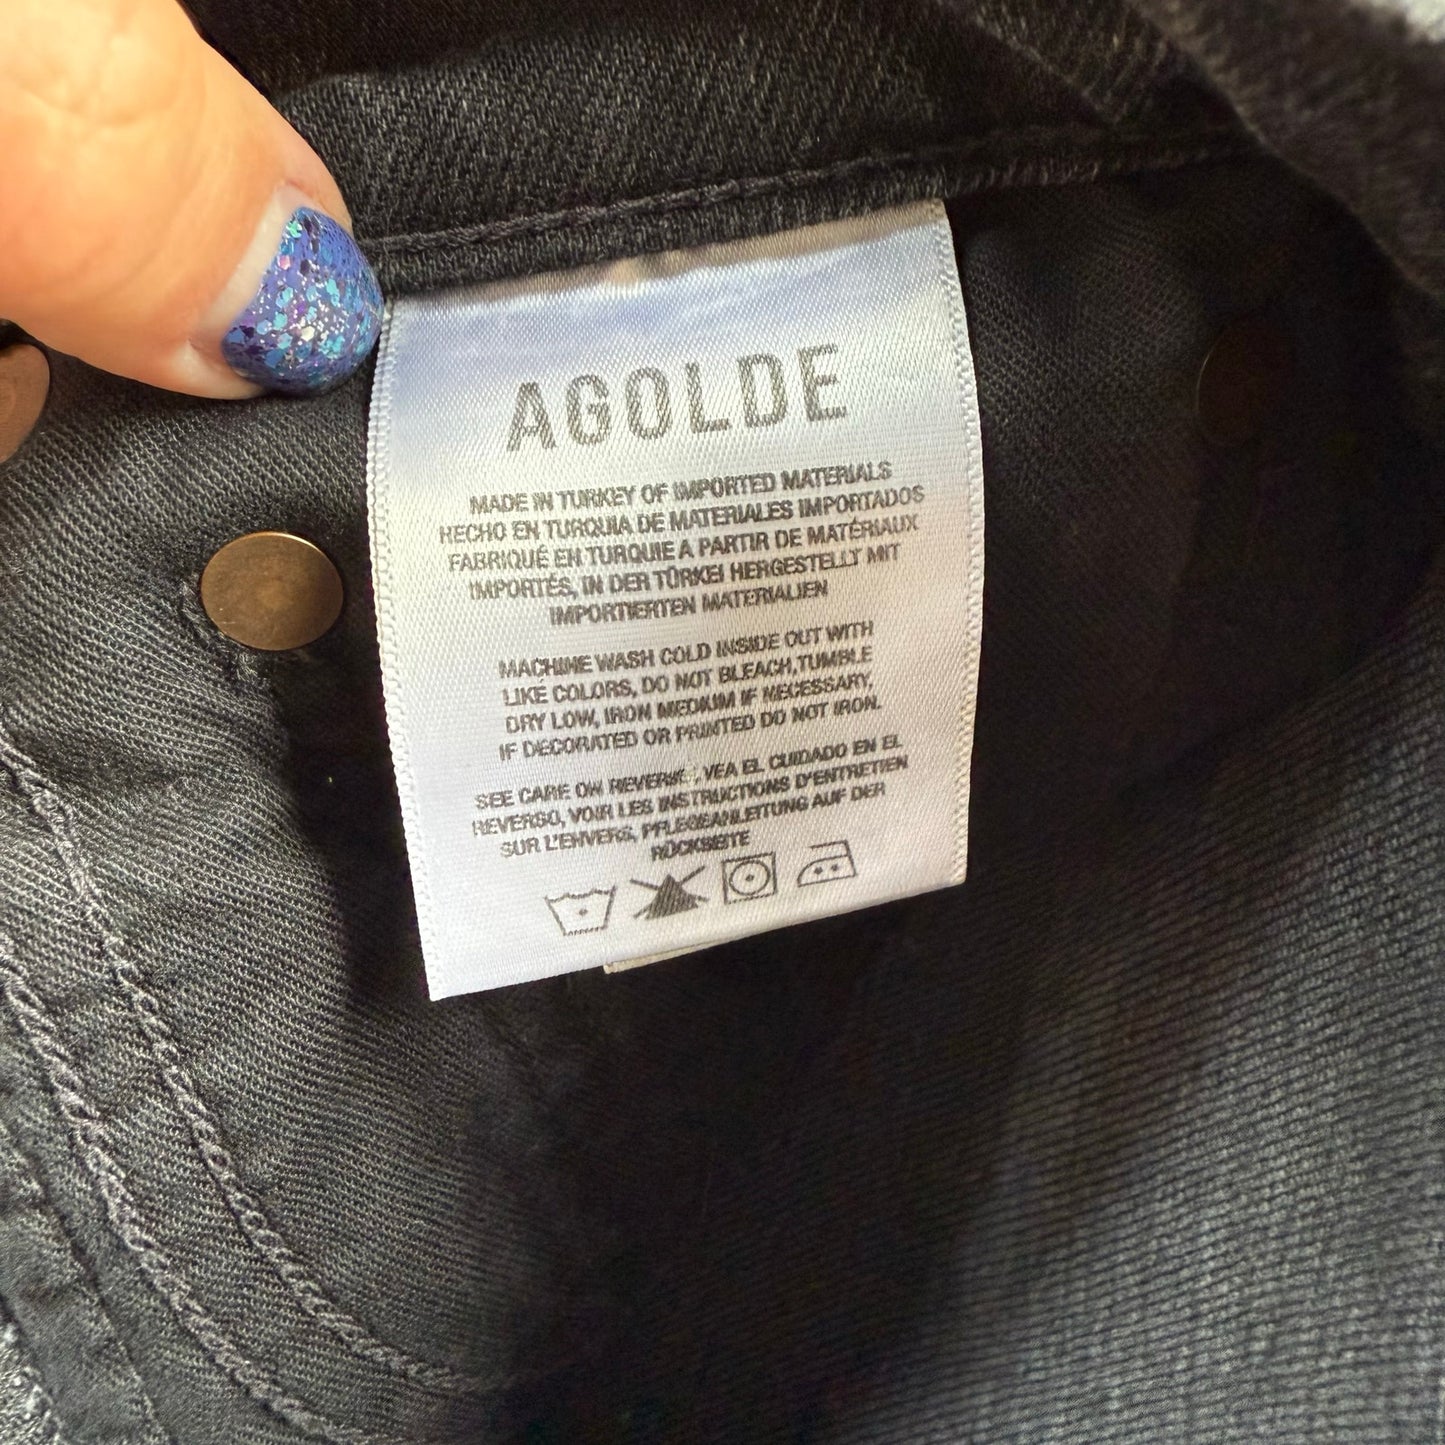 AGOLDE
MADE IN TURKEY OF IMPORTED MATERIALS
HECHO EN TURQUIA DE MATERIALES IMPORTADOS
FABRIQUÉ EN TURQUIE A PARTIR DE MATÉRIAUX
IMPORTÉS, IN DER TÜRKEI HERGESTELLT MIT
IMPORTIERTEN MATERIALIEN
MACHINE WASH COLD INSIDE OUT WITH
LIKE COLORS, DO NOT BLEACH, TUMBLE
DRY LOW, IRON MEDIUM IF NECESSARY,
IF DECORATED OR PRINTED DO NOT IRON.
SEE CARE ON REVERSE, VEA EL CUIDADO EN EL
REVERSO, VOIR LES INSTRUCTIONS D'ENTRETIEN
SUR L'ENVERS, PFLEGEANLEITUNG AUF DER
RÜCKSEITE